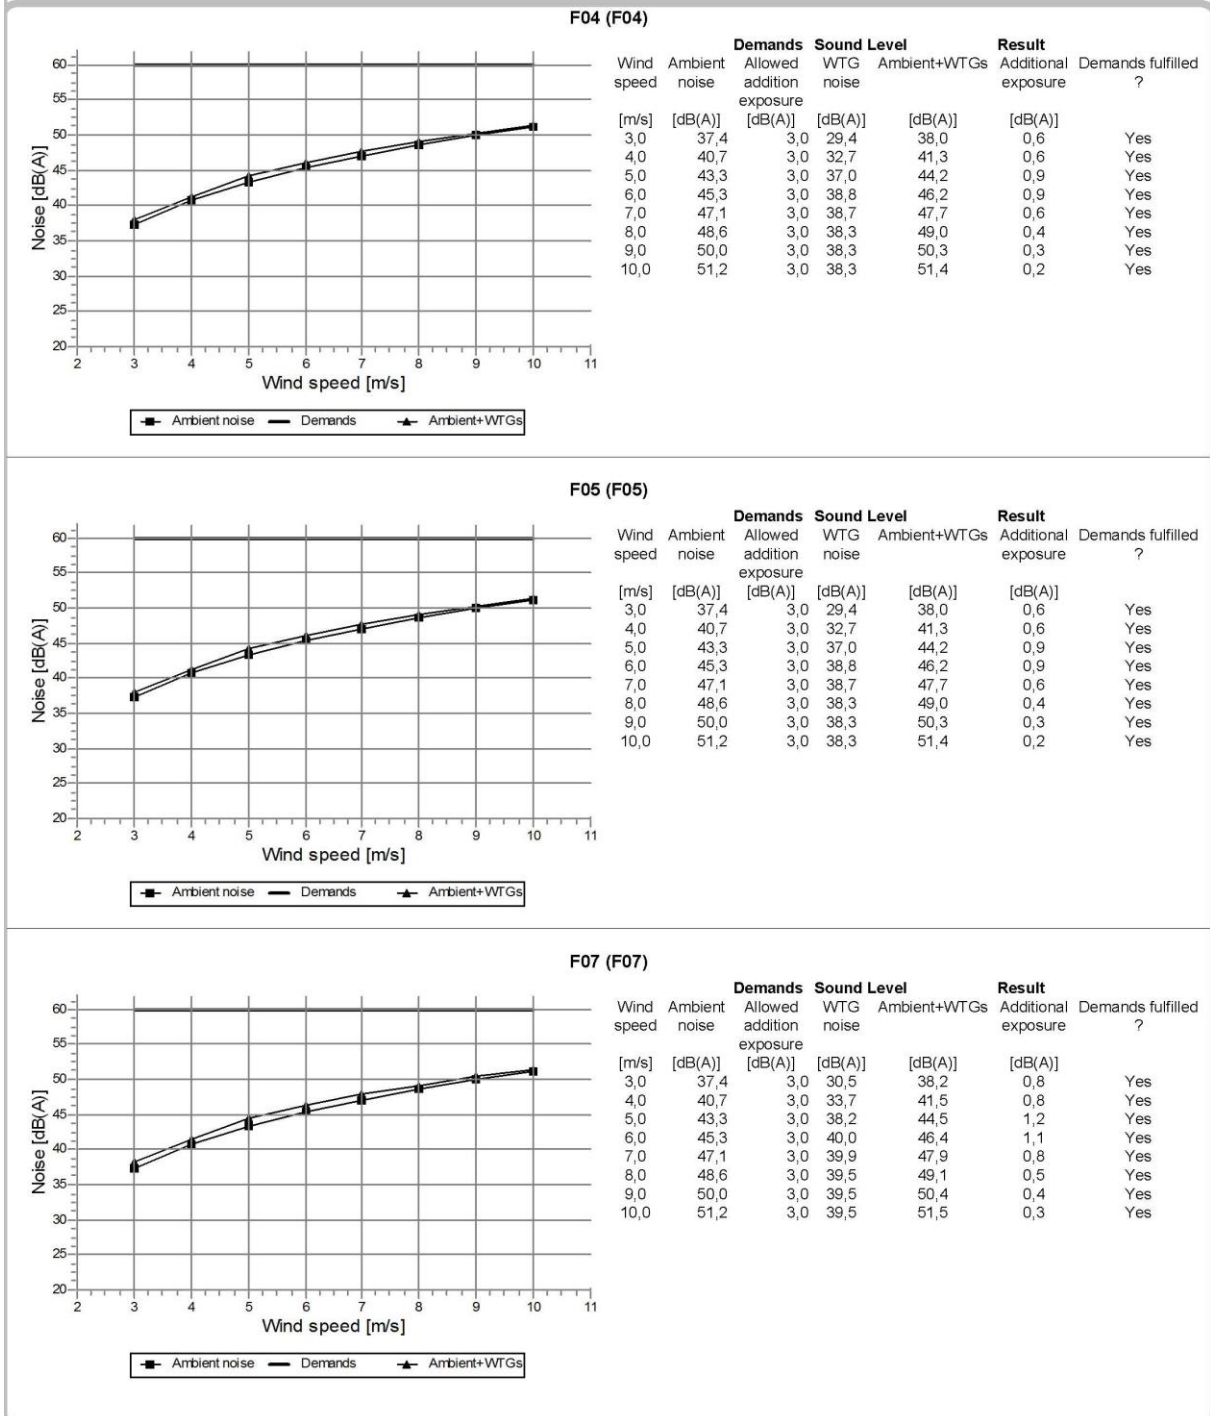 F04 (F04)
Demands Sound Level Result
Wind Ambient Allowed WTG Ambient+WTGs Additional Demands fulfilled
speed noise addition noise exposure ?
exposure
[m/s] [dB(A)] [dB(A)] [dB(A)] [dB(A)] [dB(A)]
3,0 37,4 3,0 29,4 38,0 0,6 Yes
4,0 40,7 3,0 32,7 41,3 0,6 Yes
5,0 43,3 3,0 37,0 44,2 0,9 Yes
6,0 45,3 3,0 38,8 46,2 0,9 Yes
7,0 47,1 3,0 38,7 47,7 0,6 Yes
8,0 48,6 3,0 38,3 49,0 0,4 Yes
9,0 50,0 3,0 38,3 50,3 0,3 Yes
10,0 51,2 3,0 38,3 51,4 0,2 Yes
Noise [dB(A)]
60
55
50
45
40
35
30
25
20
2 3 4 5 6 7 8 9 10 11
Wind speed [m/s]
Ambient noise Demands Ambient+WTGs
F05 (F05)
Demands Sound Level Result
Wind Ambient Allowed WTG Ambient+WTGs Additional Demands fulfilled
speed noise addition noise exposure ?
exposure
[m/s] [dB(A)] [dB(A)] [dB(A)] [dB(A)] [dB(A)]
3,0 37,4 3,0 29,4 38,0 0,6 Yes
4,0 40,7 3,0 32,7 41,3 0,6 Yes
5,0 43,3 3,0 37,0 44,2 0,9 Yes
6,0 45,3 3,0 38,8 46,2 0,9 Yes
7,0 47,1 3,0 38,7 47,7 0,6 Yes
8,0 48,6 3,0 38,3 49,0 0,4 Yes
9,0 50,0 3,0 38,3 50,3 0,3 Yes
10,0 51,2 3,0 38,3 51,4 0,2 Yes
Noise [dB(A)]
60
55
50
45
40
35
30
25
20
2 3 4 5 6 7 8 9 10 11
Wind speed [m/s]
Ambient noise Demands Ambient+WTGs
F07 (F07)
Demands Sound Level Result
Wind Ambient Allowed WTG Ambient+WTGs Additional Demands fulfilled
speed noise addition noise exposure ?
exposure
[m/s] [dB(A)] [dB(A)] [dB(A)] [dB(A)] [dB(A)]
3,0 37,4 3,0 30,5 38,2 0,8 Yes
4,0 40,7 3,0 33,7 41,5 0,8 Yes
5,0 43,3 3,0 38,2 44,5 1,2 Yes
6,0 45,3 3,0 40,0 46,4 1,1 Yes
7,0 47,1 3,0 39,9 47,9 0,8 Yes
8,0 48,6 3,0 39,5 49,1 0,5 Yes
9,0 50,0 3,0 39,5 50,4 0,4 Yes
10,0 51,2 3,0 39,5 51,5 0,3 Yes
Noise [dB(A)]
60
55
50
45
40
35
30
25
20
2 3 4 5 6 7 8 9 10 11
Wind speed [m/s]
Ambient noise Demands Ambient+WTGs